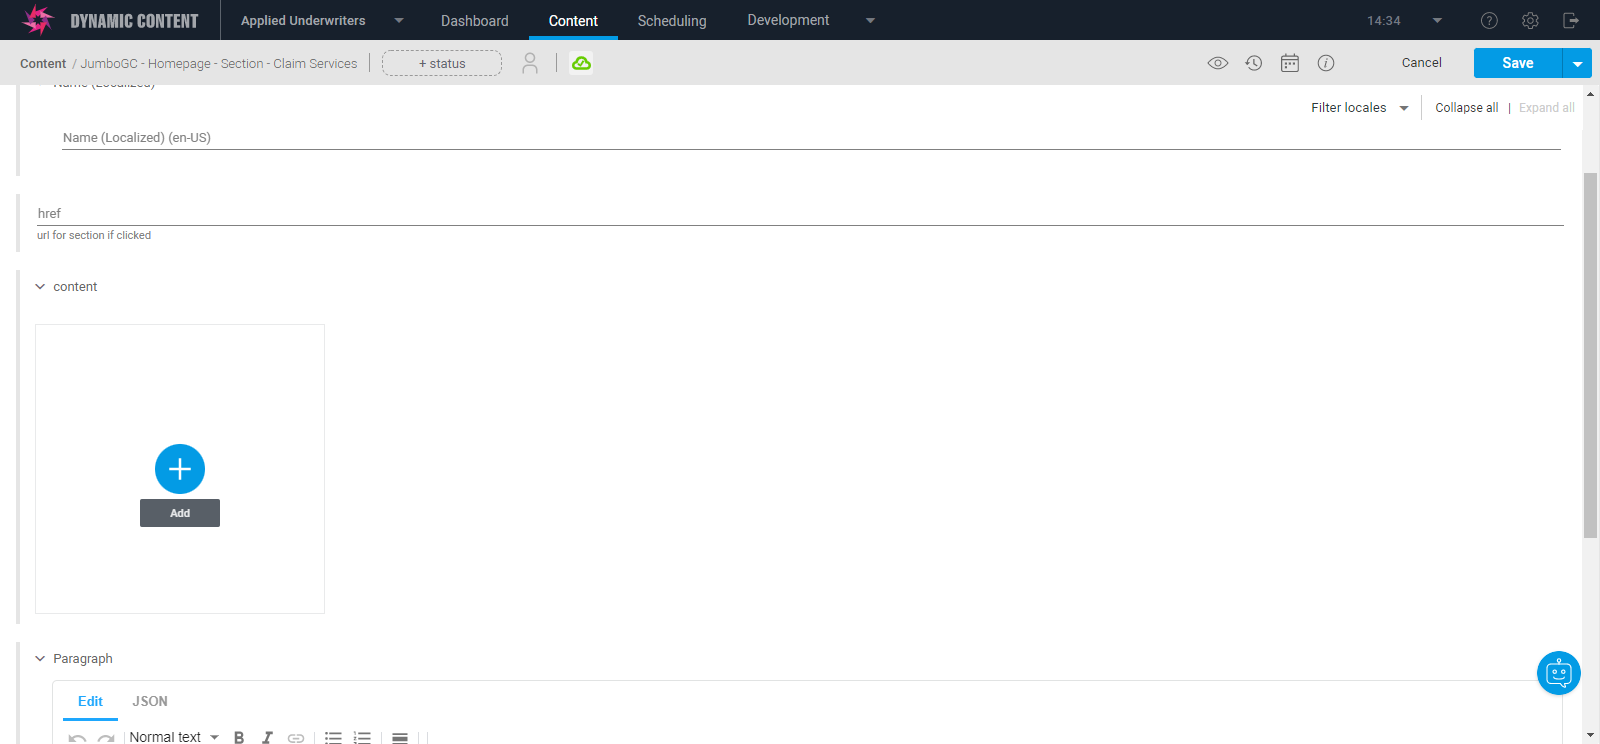 DYNAMIC CONTENT
Applied Underwriters
Dashboard
Content
Scheduling
Development
14:34
Content / JumboGC - Homepage - Section - Claim Services
+ status
Cancel
Save
Name (Localized)
Filter locales
Collapse all | Expand all
Name (Localized) (en-US)
href
url for section if clicked
content
Add
Paragraph
Edit
JSON
Normal text
B
I